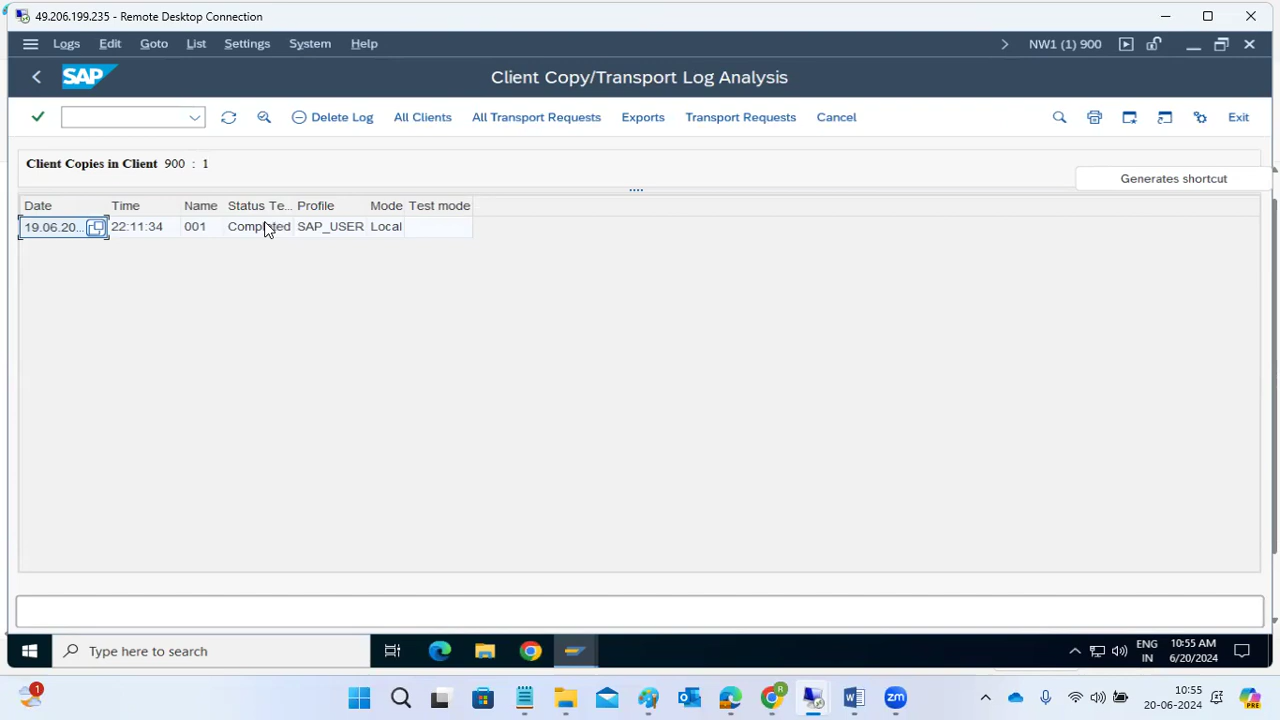 49.206.199.235 - Remote Desktop Connection
Logs Edit Goto List Settings System Help NW1 (1) 900
SAP Client Copy/Transport Log Analysis
Delete Log All Clients All Transport Requests Exports Transport Requests Cancel Exit
Client Copies in Client 900 : 1
Generates shortcut
Date Time Name Status Te... Profile Mode Test mode
19.06.20... 22:11:34 001 Completed SAP_USER Local
Type here to search
ENG
IN
10:55 AM
6/20/2024
1
10:55
20-06-2024
PRE